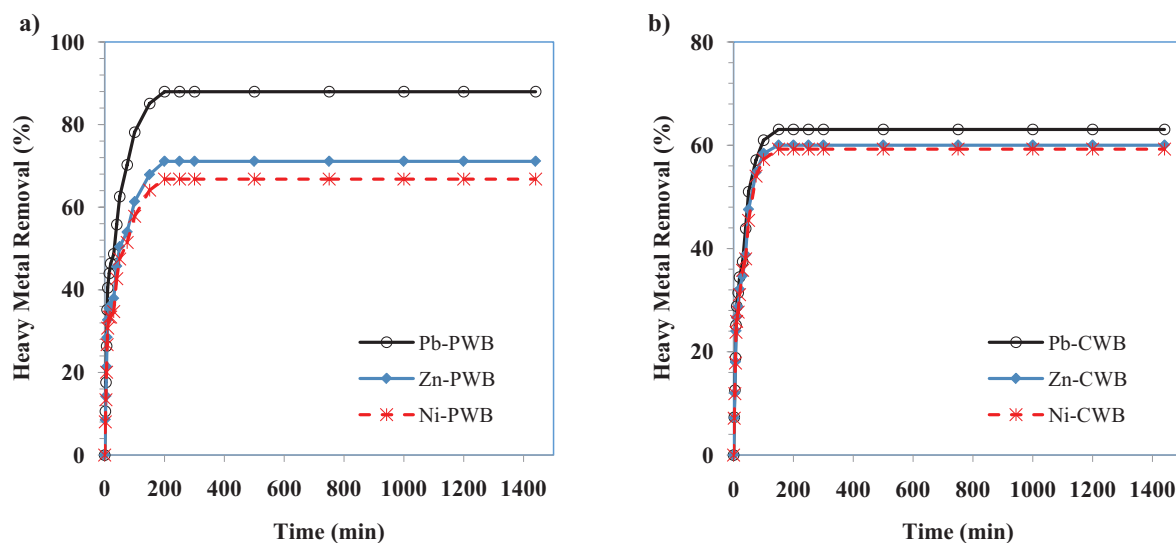 a)
Heavy Metal Removal (%)
100
80
60
40
20
0
Pb-PWB
Zn-PWB
Ni-PWB
0 200 400 600 800 1000 1200 1400
Time (min)
b)
Heavy Metal Removal (%)
80
60
40
20
0
Pb-CWB
Zn-CWB
Ni-CWB
0 200 400 600 800 1000 1200 1400
Time (min)